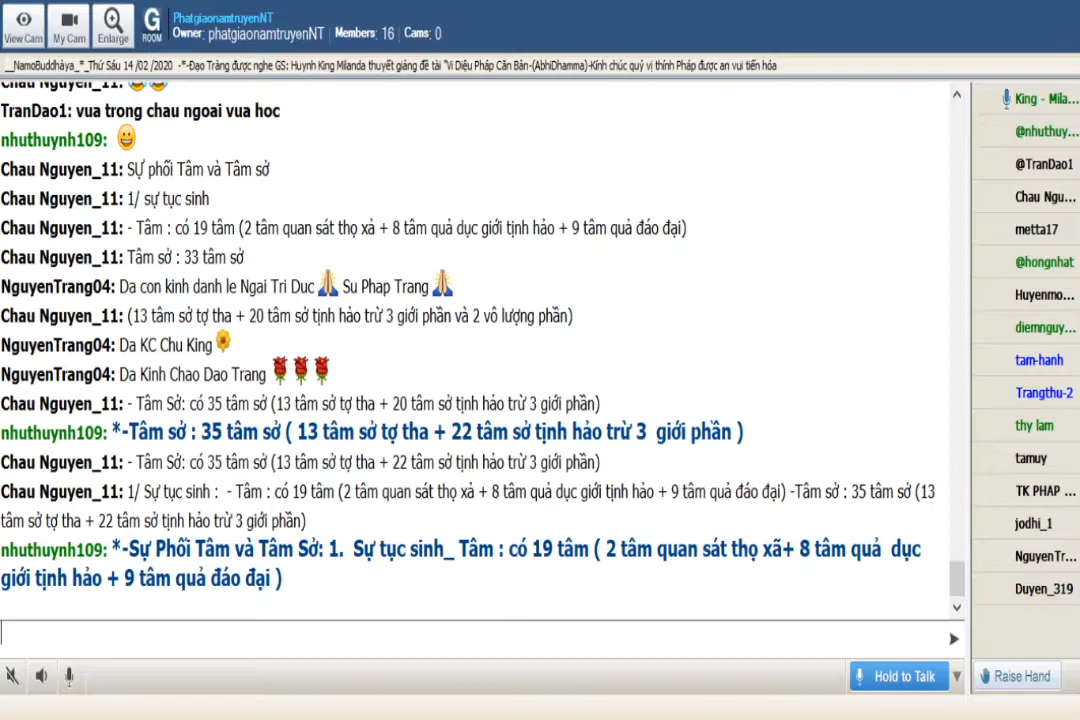 PhatgiaonamtruyenNT
Owner: phatgiaonamtruyenNT Members: 16 Cams: 0
View Cam My Cam Enlarge G ROOM
__NamoBuddhàya_*_Thứ Sáu 14 /02 /2020 -*-Đạo Tràng được nghe GS: Huynh King Milanda thuyết giảng đề tài "Vi Diệu Pháp Căn Bản-(AbhiDhamma)-Kính chúc quý vị thính Pháp được an vui tiến hóa
Chau Nguyen_11:
TranDao1: vua trong chau ngoai vua hoc
nhuthuynh109:
Chau Nguyen_11: SỰ phối Tâm và Tâm sở
Chau Nguyen_11: 1/ sự tục sinh
Chau Nguyen_11: - Tâm : có 19 tâm (2 tâm quan sát thọ xả + 8 tâm quả dục giới tịnh hảo + 9 tâm quả đáo đại)
Chau Nguyen_11: Tâm sở : 33 tâm sở
NguyenTrang04: Da con kinh danh le Ngai Tri Duc Su Phap Trang
Chau Nguyen_11: (13 tâm sở tợ tha + 20 tâm sở tịnh hảo trừ 3 giới phần và 2 vô lượng phần)
NguyenTrang04: Da KC Chu King
NguyenTrang04: Da Kinh Chao Dao Trang
Chau Nguyen_11: - Tâm Sở: có 35 tâm sở (13 tâm sở tợ tha + 20 tâm sở tịnh hảo trừ 3 giới phần)
nhuthuynh109: *-Tâm sở : 35 tâm sở ( 13 tâm sở tợ tha + 22 tâm sở tịnh hảo trừ 3 giới phần )
Chau Nguyen_11: - Tâm Sở: có 35 tâm sở (13 tâm sở tợ tha + 22 tâm sở tịnh hảo trừ 3 giới phần)
Chau Nguyen_11: 1/ Sự tục sinh : - Tâm : có 19 tâm (2 tâm quan sát thọ xả + 8 tâm quả dục giới tịnh hảo + 9 tâm quả đáo đại) -Tâm sở : 35 tâm sở (13
tâm sở tợ tha + 22 tâm sở tịnh hảo trừ 3 giới phần)
nhuthuynh109: *-Sự Phối Tâm và Tâm Sở: 1. Sự tục sinh_ Tâm : có 19 tâm ( 2 tâm quan sát thọ xã+ 8 tâm quả dục
giới tịnh hảo + 9 tâm quả đáo đại )
King - Mila...
@nhuthuy...
@TranDao1
Chau Ngu...
metta17
@hongnhat
Huyenmo...
diemnguy...
tam-hanh
Trangthu-2
thy lam
tamuy
TK PHAP ...
jodhi_1
NguyenTr...
Duyen_319
Hold to Talk
Raise Hand